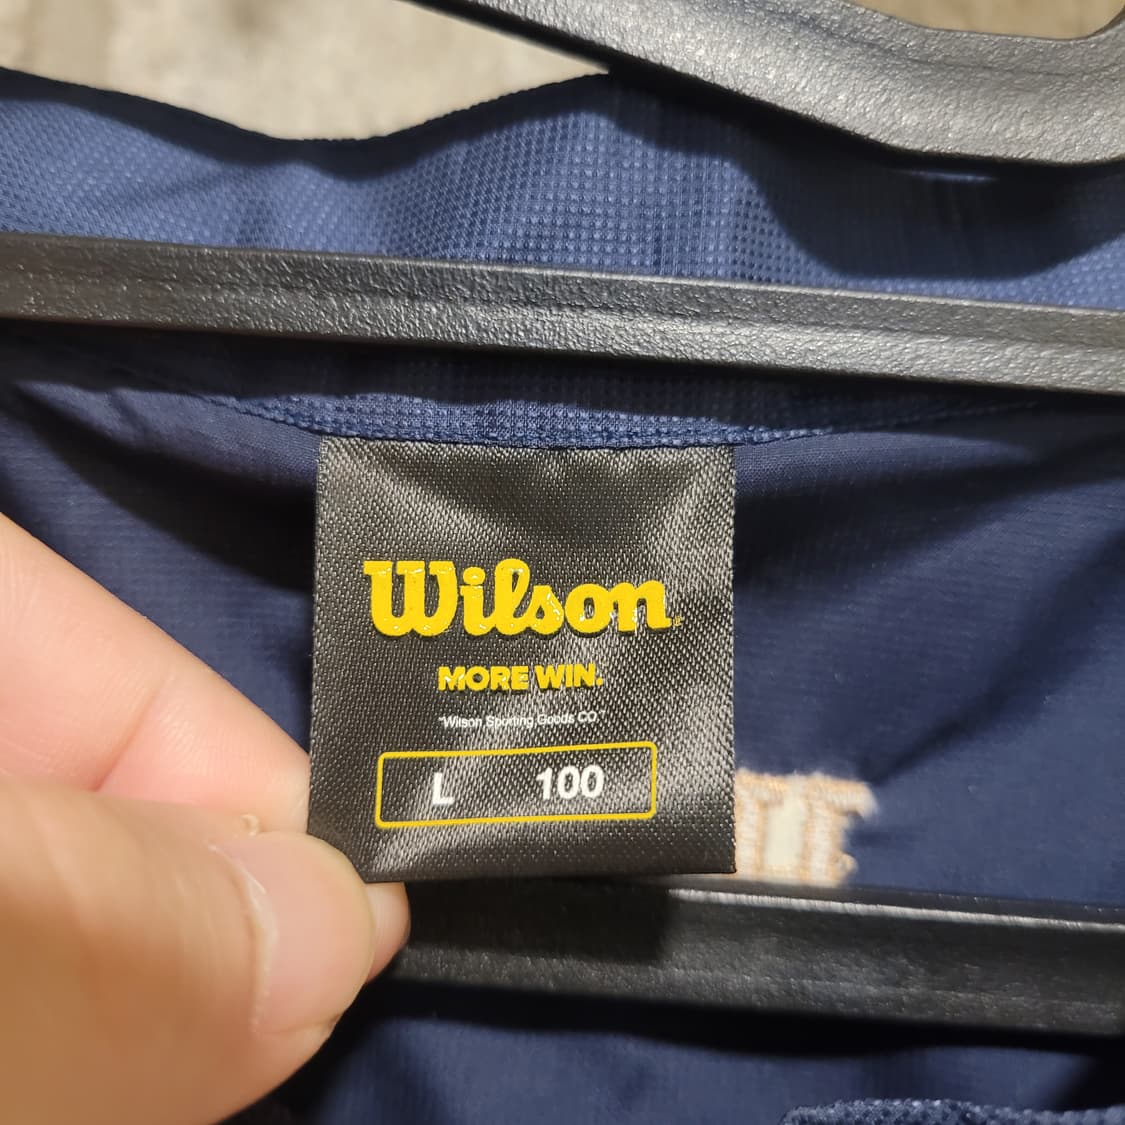 Wilson
MORE WIN.
"Wilson Sporting Goods CO"
L 100